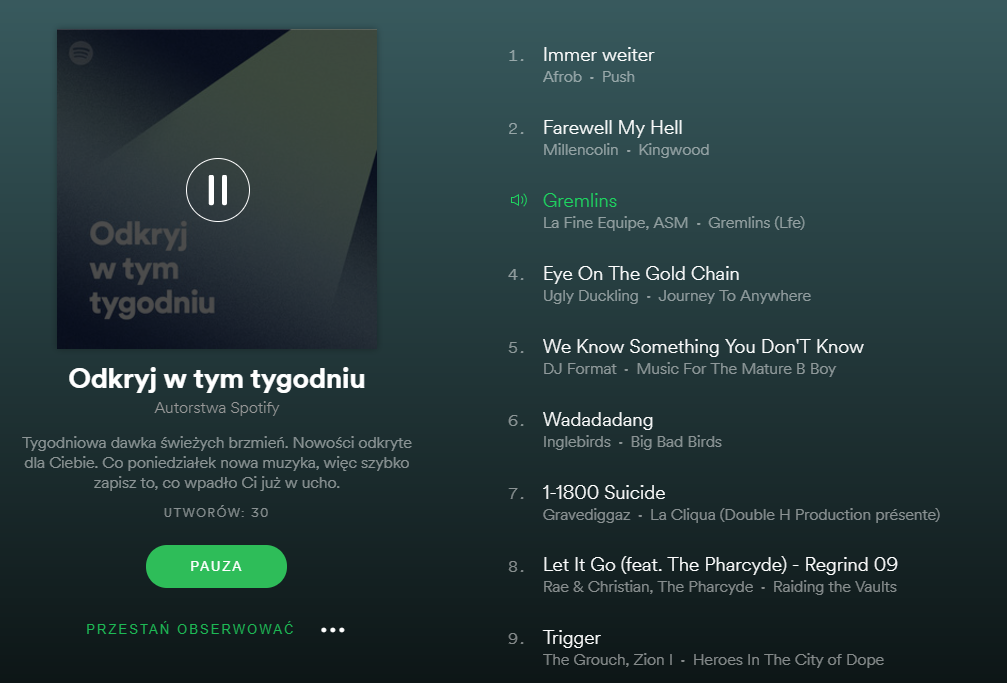 Odkryj
w tym
tygodniu
Odkryj w tym tygodniu
Autorstwa Spotify
Tygodniowa dawka świeżych brzmień. Nowości odkryte
dla Ciebie. Co poniedziałek nowa muzyka, więc szybko
zapisz to, co wpadło Ci już w ucho.
UTWORÓW: 30
PAUZA
PRZESTAŃ OBSERWOWAĆ
1. Immer weiter
Afrob • Push
2. Farewell My Hell
Millencolin • Kingwood
Gremlins
La Fine Equipe, ASM • Gremlins (Lfe)
4. Eye On The Gold Chain
Ugly Duckling • Journey To Anywhere
5. We Know Something You Don'T Know
DJ Format • Music For The Mature B Boy
6. Wadadadang
Inglebirds • Big Bad Birds
7. 1-1800 Suicide
Gravediggaz • La Cliqua (Double H Production présente)
8. Let It Go (feat. The Pharcyde) - Regrind 09
Rae & Christian, The Pharcyde • Raiding the Vaults
9. Trigger
The Grouch, Zion I • Heroes In The City of Dope